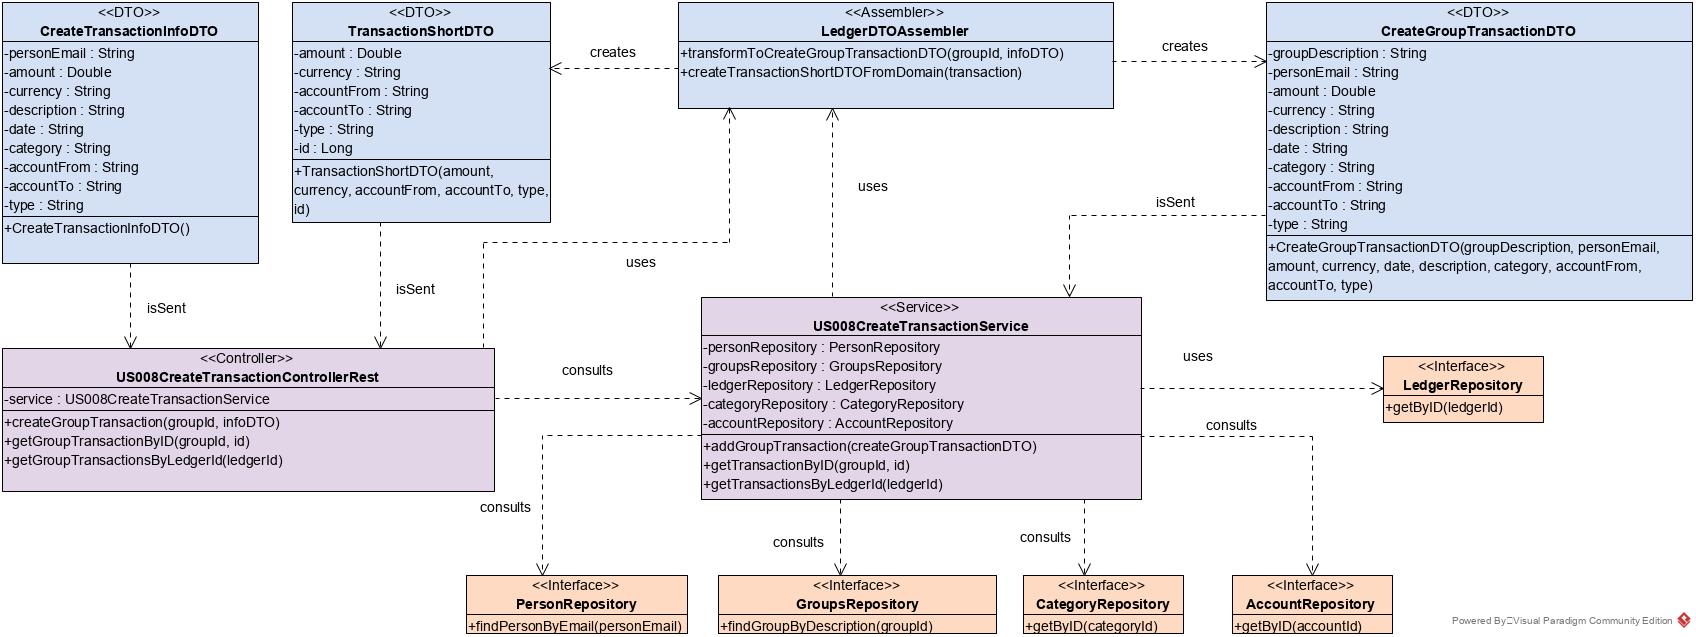 <<DTO>>
CreateTransactionInfoDTO
-personEmail : String
-amount : Double
-currency : String
-description : String
-date : String
-category : String
-accountFrom : String
-accountTo : String
-type : String
+CreateTransactionInfoDTO()
<<DTO>>
TransactionShortDTO
-amount : Double
-currency : String
-accountFrom : String
-accountTo : String
-type : String
-id : Long
+TransactionShortDTO(amount,
currency, accountFrom, accountTo, type,
id)
creates
<<Assembler>>
LedgerDTOAssembler
+transformToCreateGroupTransactionDTO(groupId, infoDTO)
+createTransactionShortDTOFromDomain(transaction)
creates
<<DTO>>
CreateGroupTransactionDTO
-groupDescription : String
-personEmail : String
-amount : Double
-currency : String
-description : String
-date : String
-category : String
-accountFrom : String
-accountTo : String
-type : String
+CreateGroupTransactionDTO(groupDescription, personEmail,
amount, currency, date, description, category, accountFrom,
accountTo, type)
uses
isSent
uses
isSent
isSent
<<Controller>>
US008CreateTransactionControllerRest
-service : US008CreateTransactionService
+createGroupTransaction(groupId, infoDTO)
+getGroupTransactionByID(groupId, id)
+getGroupTransactionsByLedgerId(ledgerId)
consults
<<Service>>
US008CreateTransactionService
-personRepository : PersonRepository
-groupsRepository : GroupsRepository
-ledgerRepository : LedgerRepository
-categoryRepository : CategoryRepository
-accountRepository : AccountRepository
+addGroupTransaction(createGroupTransactionDTO)
+getTransactionByID(groupId, id)
+getTransactionsByLedgerId(ledgerId)
uses
<<Interface>>
LedgerRepository
+getByID(ledgerId)
consults
consults
consults
consults
<<Interface>>
PersonRepository
+findPersonByEmail(personEmail)
<<Interface>>
GroupsRepository
+findGroupByDescription(groupId)
<<Interface>>
CategoryRepository
+getByID(categoryId)
<<Interface>>
AccountRepository
+getByID(accountId)
Powered By Visual Paradigm Community Edition